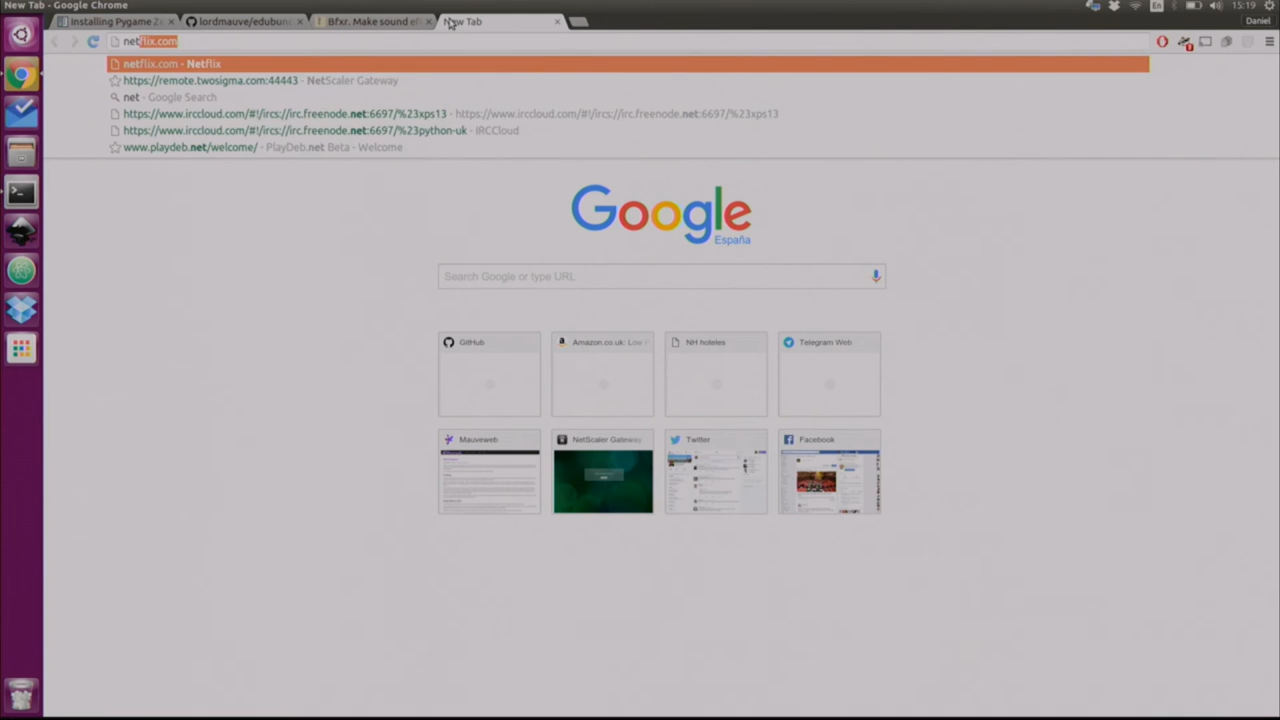 New Tab - Google Chrome
En
15:19
Installing Pygame Ze
lordmauve/edubun
Bfxr. Make sound ef
New Tab
Daniel
netflix.com
netflix.com - Netflix
https://remote.twosigma.com:44443 - NetScaler Gateway
net - Google Search
https://www.irccloud.com/#!/ircs://irc.freenode.net:6697/%23xps13 - https://www.irccloud.com/#!/ircs://irc.freenode.net:6697/%23xps13
https://www.irccloud.com/#!/ircs://irc.freenode.net:6697/%23python-uk - IRCCloud
www.playdeb.net/welcome/ - PlayDeb.net Beta - Welcome
Google
España
Search Google or type URL
GitHub
Amazon.co.uk: Low
NH hoteles
Telegram Web
Mauveweb
NetScaler Gateway
Twitter
Facebook